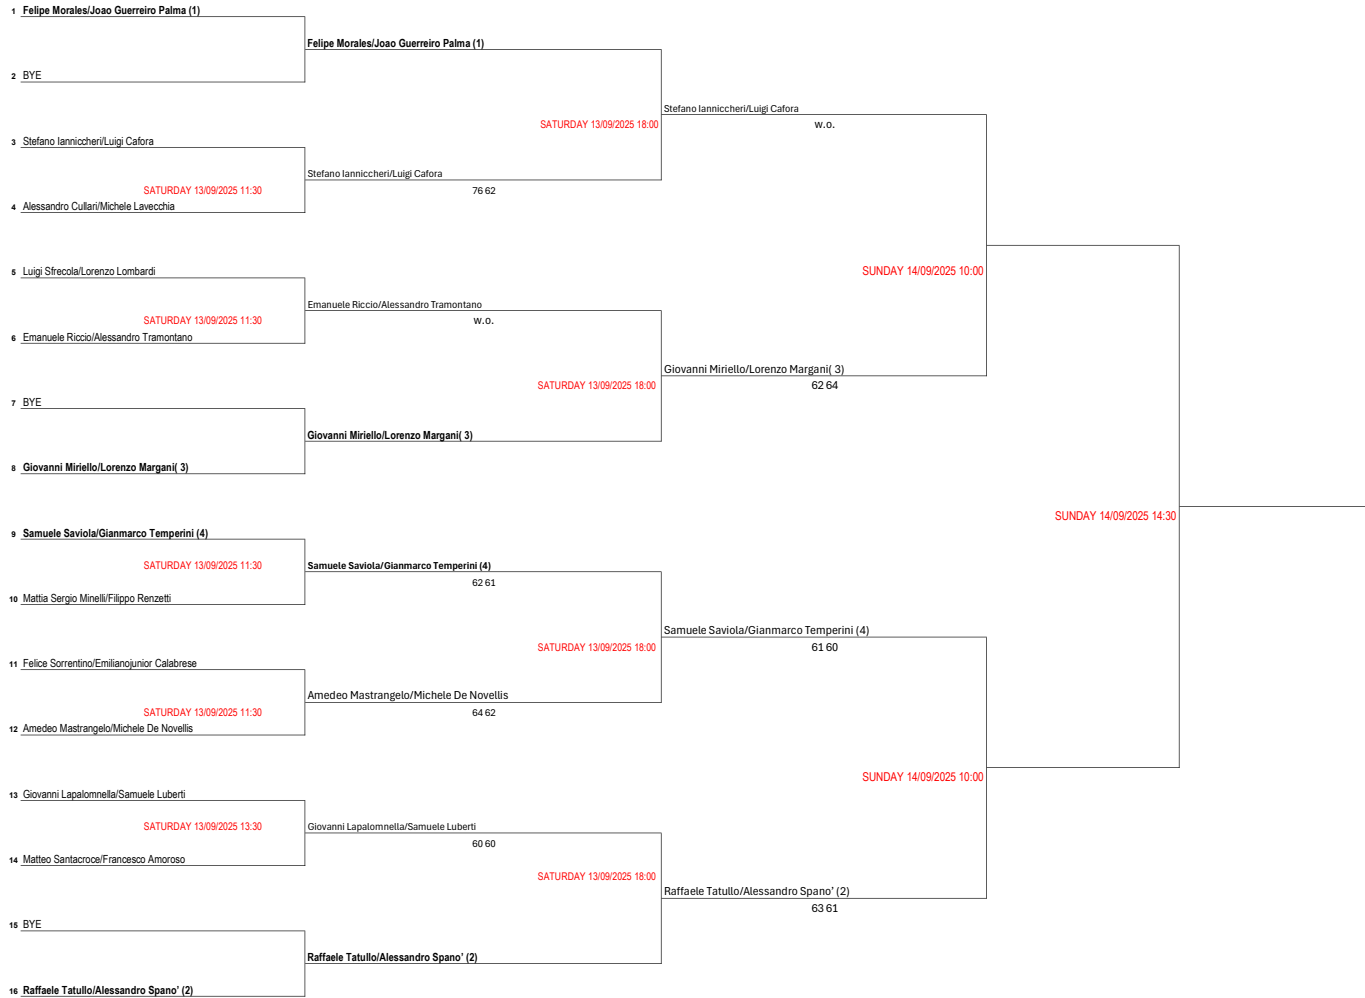 1 Felipe Morales/Joao Guerreiro Palma (1)
Felipe Morales/Joao Guerreiro Palma (1)
2 BYE
Stefano Ianniccheri/Luigi Cafora
SATURDAY 13/09/2025 18:00
w.o.
3 Stefano Ianniccheri/Luigi Cafora
Stefano Ianniccheri/Luigi Cafora
SATURDAY 13/09/2025 11:30
76 62
4 Alessandro Cullari/Michele Lavecchia
5 Luigi Sfrecola/Lorenzo Lombardi
SUNDAY 14/09/2025 10:00
Emanuele Riccio/Alessandro Tramontano
SATURDAY 13/09/2025 11:30
w.o.
6 Emanuele Riccio/Alessandro Tramontano
Giovanni Miriello/Lorenzo Margani( 3)
SATURDAY 13/09/2025 18:00
62 64
7 BYE
Giovanni Miriello/Lorenzo Margani( 3)
8 Giovanni Miriello/Lorenzo Margani( 3)
SUNDAY 14/09/2025 14:30
9 Samuele Saviola/Gianmarco Temperini (4)
SATURDAY 13/09/2025 11:30
Samuele Saviola/Gianmarco Temperini (4)
62 61
10 Mattia Sergio Minelli/Filippo Renzetti
Samuele Saviola/Gianmarco Temperini (4)
SATURDAY 13/09/2025 18:00
61 60
11 Felice Sorrentino/Emilianojunior Calabrese
Amedeo Mastrangelo/Michele De Novellis
SATURDAY 13/09/2025 11:30
64 62
12 Amedeo Mastrangelo/Michele De Novellis
SUNDAY 14/09/2025 10:00
13 Giovanni Lapalomnella/Samuele Luberti
SATURDAY 13/09/2025 13:30
Giovanni Lapalomnella/Samuele Luberti
60 60
14 Matteo Santacroce/Francesco Amoroso
SATURDAY 13/09/2025 18:00
Raffaele Tatullo/Alessandro Spano' (2)
63 61
15 BYE
Raffaele Tatullo/Alessandro Spano' (2)
16 Raffaele Tatullo/Alessandro Spano' (2)